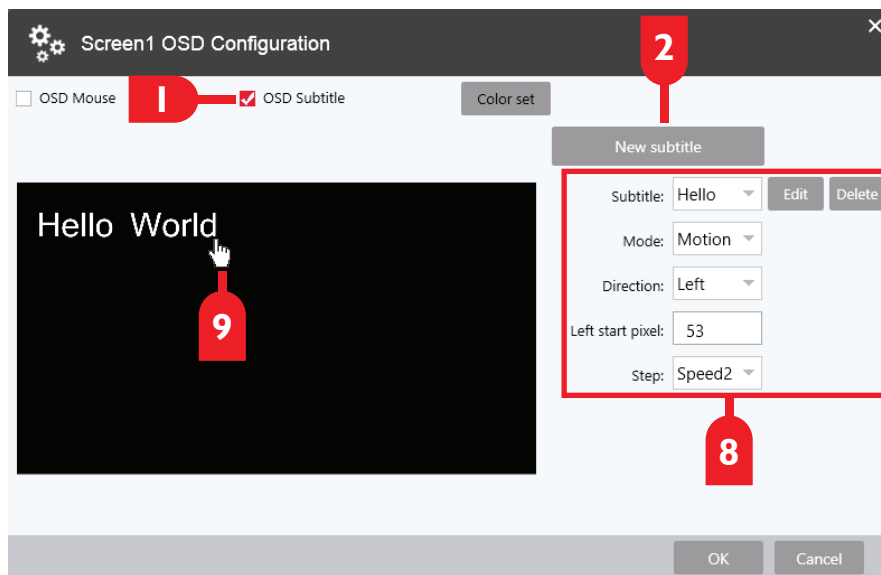 Screen1 OSD Configuration
2
OSD Mouse
1
OSD Subtitle
Color set
New subtitle
Subtitle: Hello Edit Delete
Mode: Motion
Direction: Left
Left start pixel: 53
Step: Speed2
Hello World
9
8
OK Cancel